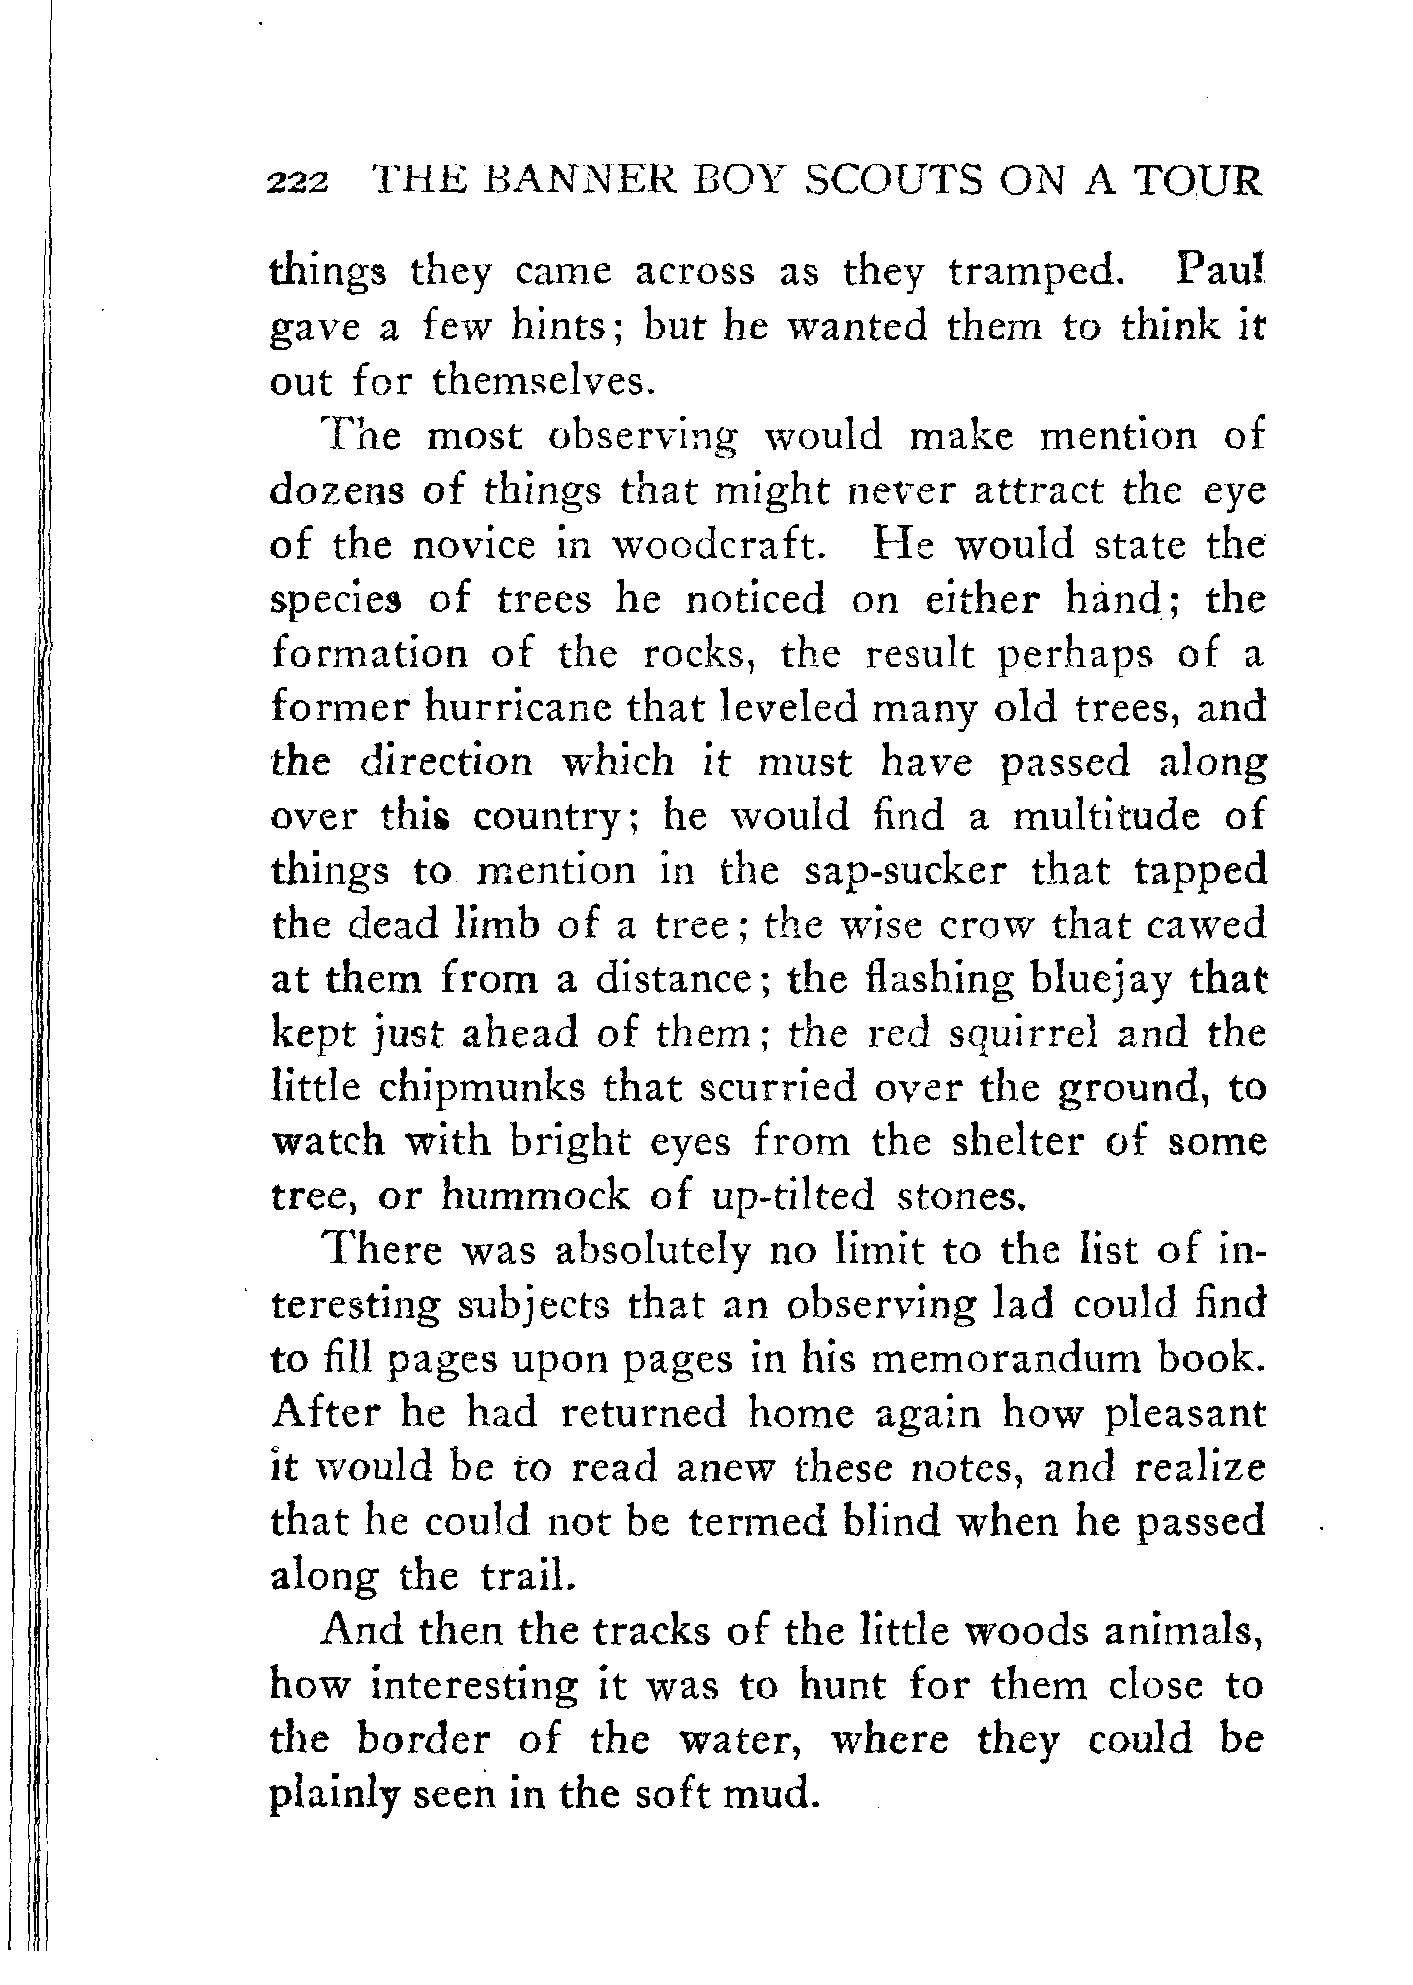 222 THE BANNER BOY SCOUTS ON A TOUR
things they came across as they tramped. Paul
gave a few hints; but he wanted them to think it
out for themselves.
The most observing would make mention of
dozens of things that might never attract the eye
of the novice in woodcraft. He would state the
species of trees he noticed on either hand; the
formation of the rocks, the result perhaps of a
former hurricane that leveled many old trees, and
the direction which it must have passed along
over this country; he would find a multitude of
things to mention in the sap-sucker that tapped
the dead limb of a tree; the wise crow that cawed
at them from a distance; the flashing bluejay that
kept just ahead of them; the red squirrel and the
little chipmunks that scurried over the ground, to
watch with bright eyes from the shelter of some
tree, or hummock of up-tilted stones.
There was absolutely no limit to the list of in-
teresting subjects that an observing lad could find
to fill pages upon pages in his memorandum book.
After he had returned home again how pleasant
it would be to read anew these notes, and realize
that he could not be termed blind when he passed
along the trail.
And then the tracks of the little woods animals,
how interesting it was to hunt for them close to
the border of the water, where they could be
plainly seen in the soft mud.